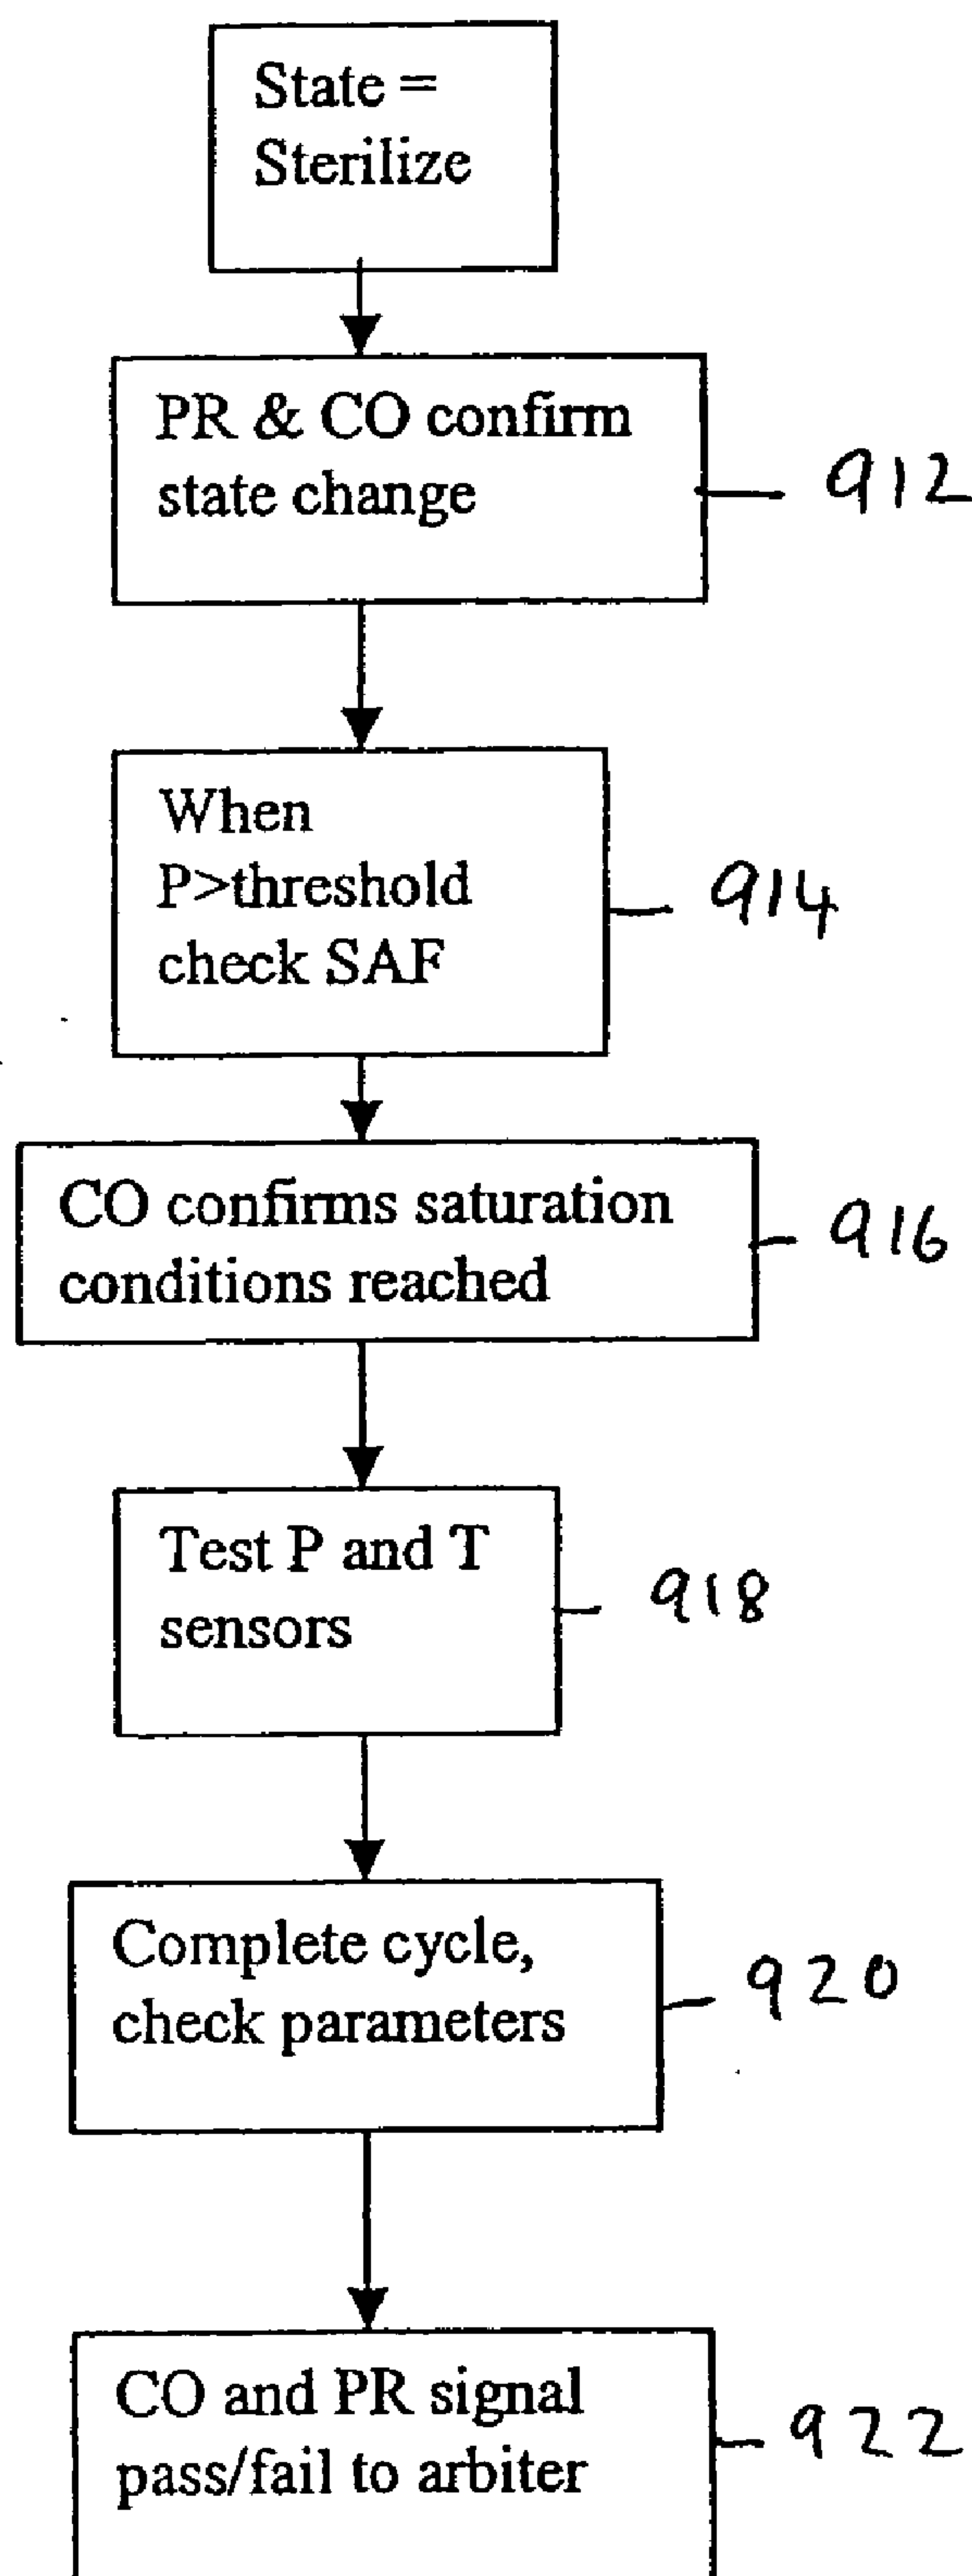 State =
Sterilize
PR & CO confirm
state change
912
When
P>threshold
check SAF
914
CO confirms saturation
conditions reached
916
Test P and T
sensors
918
Complete cycle,
check parameters
920
CO and PR signal
pass/fail to arbiter
922